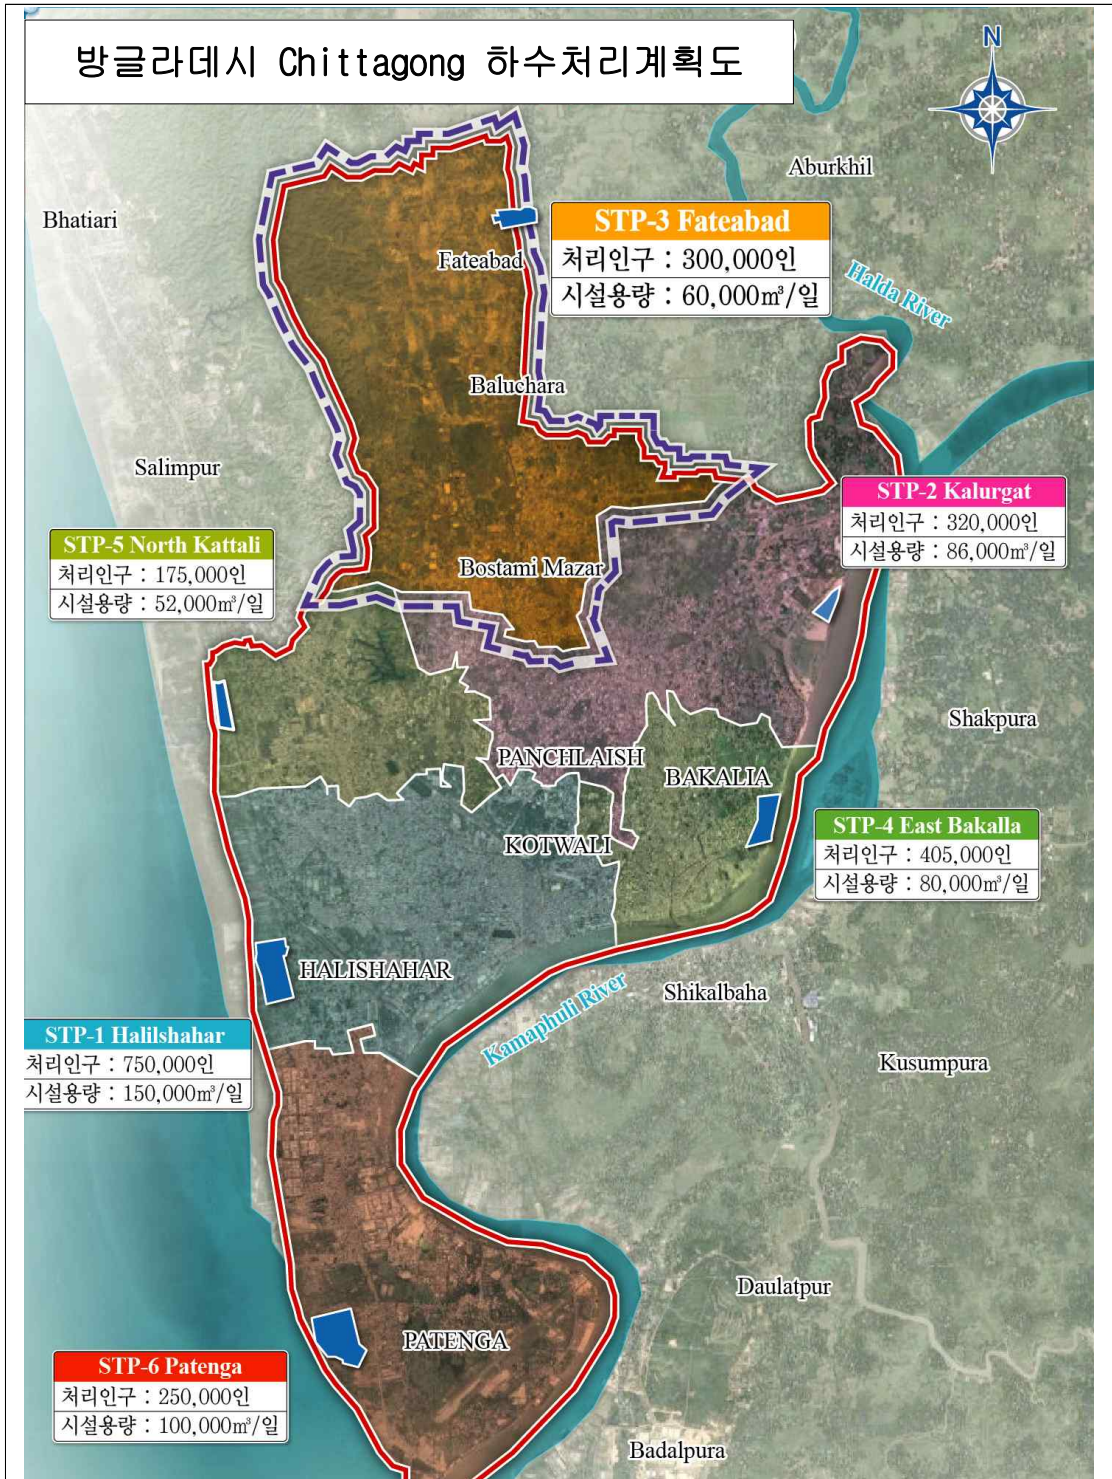 방글라데시 Chittagong 하수처리계획도
N
Aburkhil
Bhatiari
STP-3 Fateabad
처리인구 : 300,000인
시설용량 : 60,000㎥/일
Fateabad
Halda River
Baluchara
Salimpur
STP-2 Kalurgat
처리인구 : 320,000인
시설용량 : 86,000㎥/일
STP-5 North Kattali
처리인구 : 175,000인
시설용량 : 52,000㎥/일
Bostami Mazar
Shakpura
PANCHLAISH
BAKALIA
KOTWALI
STP-4 East Bakalla
처리인구 : 405,000인
시설용량 : 80,000㎥/일
HALISHAHAR
Shikalbaha
Kamaphuli River
STP-1 Halilshahar
처리인구 : 750,000인
시설용량 : 150,000㎥/일
Kusumpura
Daulatpur
PATENGA
STP-6 Patenga
처리인구 : 250,000인
시설용량 : 100,000㎥/일
Badalpura